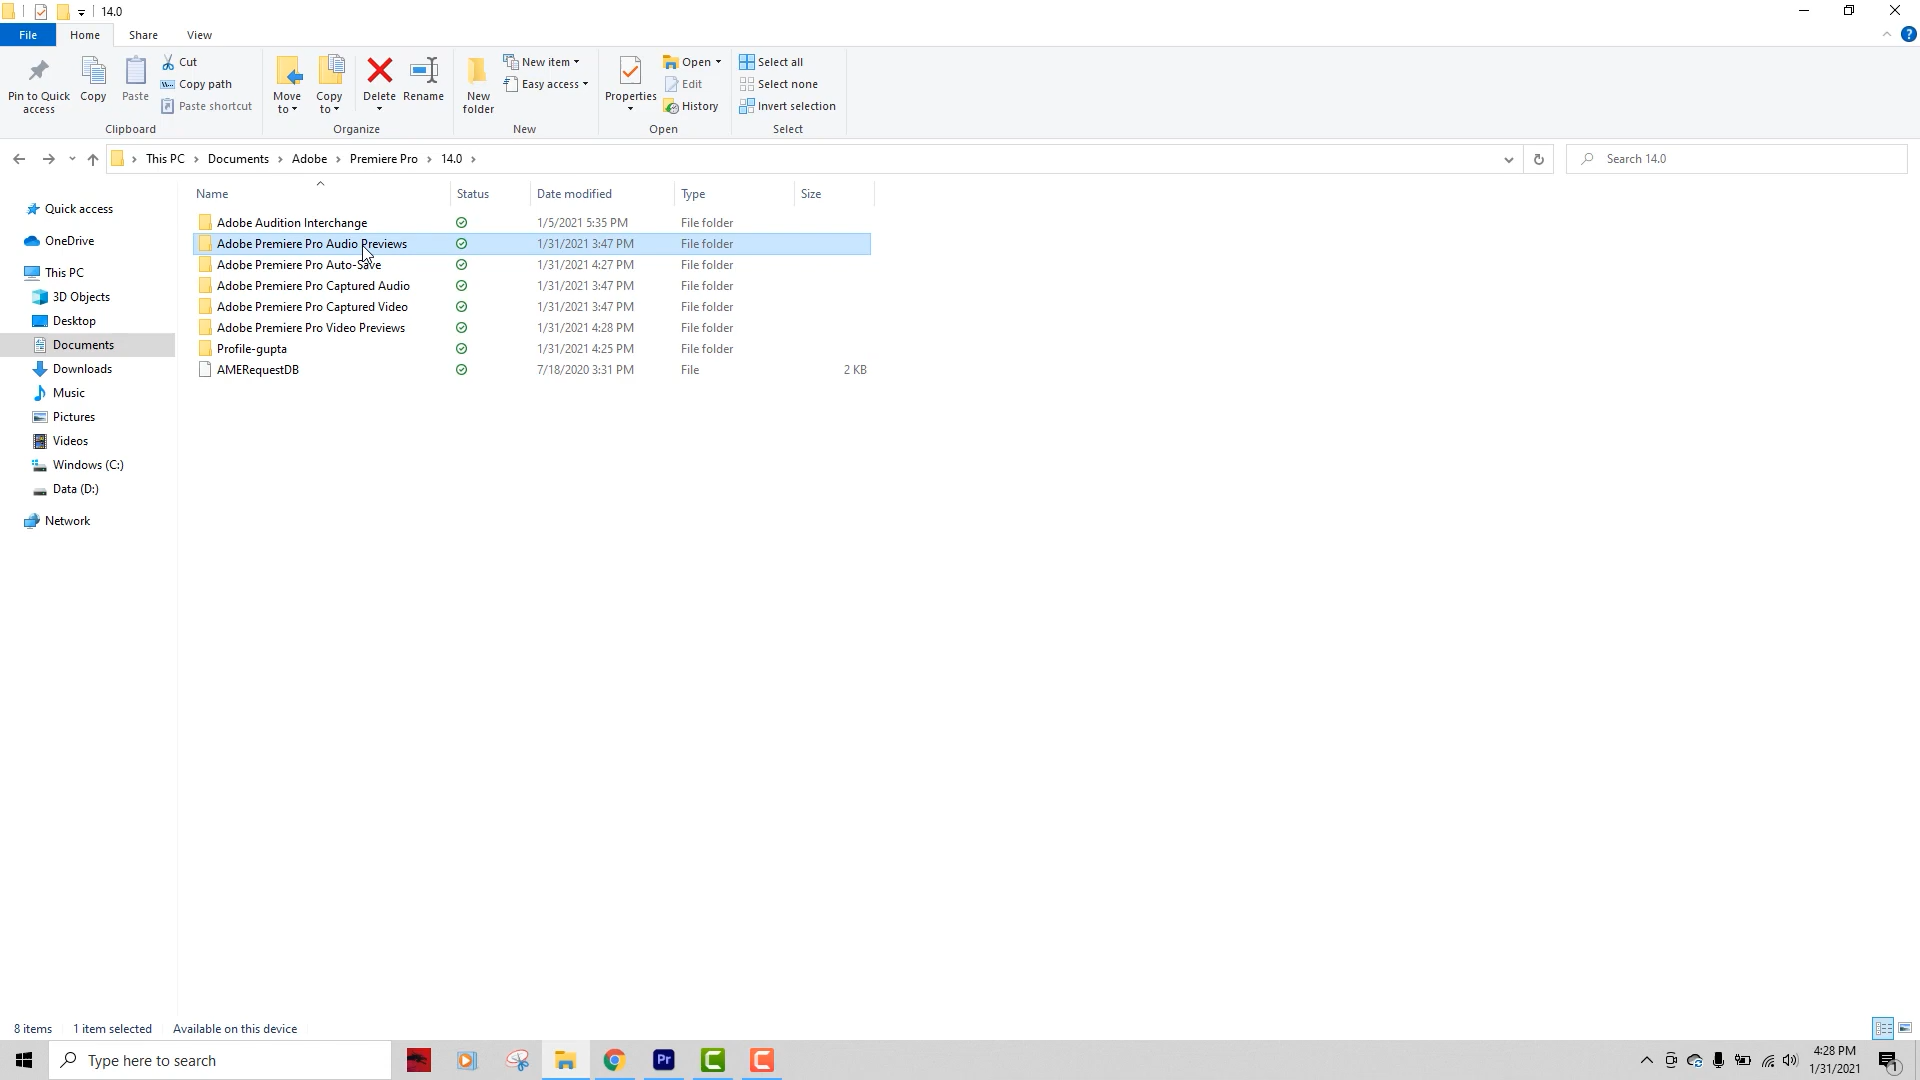 14.0
File Home Share View
Pin to Quick access
Copy
Paste
Cut
Copy path
Paste shortcut
Clipboard
Move to
Copy to
Delete
Rename
Organize
New folder
New item
Easy access
New
Properties
Open
Edit
History
Open
Select all
Select none
Invert selection
Select
This PC Documents Adobe Premiere Pro 14.0
Search 14.0
Quick access
OneDrive
This PC
3D Objects
Desktop
Documents
Downloads
Music
Pictures
Videos
Windows (C:)
Data (D:)
Network
Name Status Date modified Type Size
Adobe Audition Interchange 1/5/2021 5:35 PM File folder
Adobe Premiere Pro Audio Previews 1/31/2021 3:47 PM File folder
Adobe Premiere Pro Auto-Save 1/31/2021 4:27 PM File folder
Adobe Premiere Pro Captured Audio 1/31/2021 3:47 PM File folder
Adobe Premiere Pro Captured Video 1/31/2021 3:47 PM File folder
Adobe Premiere Pro Video Previews 1/31/2021 4:28 PM File folder
Profile-gupta 1/31/2021 4:25 PM File folder
AMERequestDB 7/18/2020 3:31 PM File 2 KB
8 items 1 item selected Available on this device
Type here to search
Pr
4:28 PM
1/31/2021
1